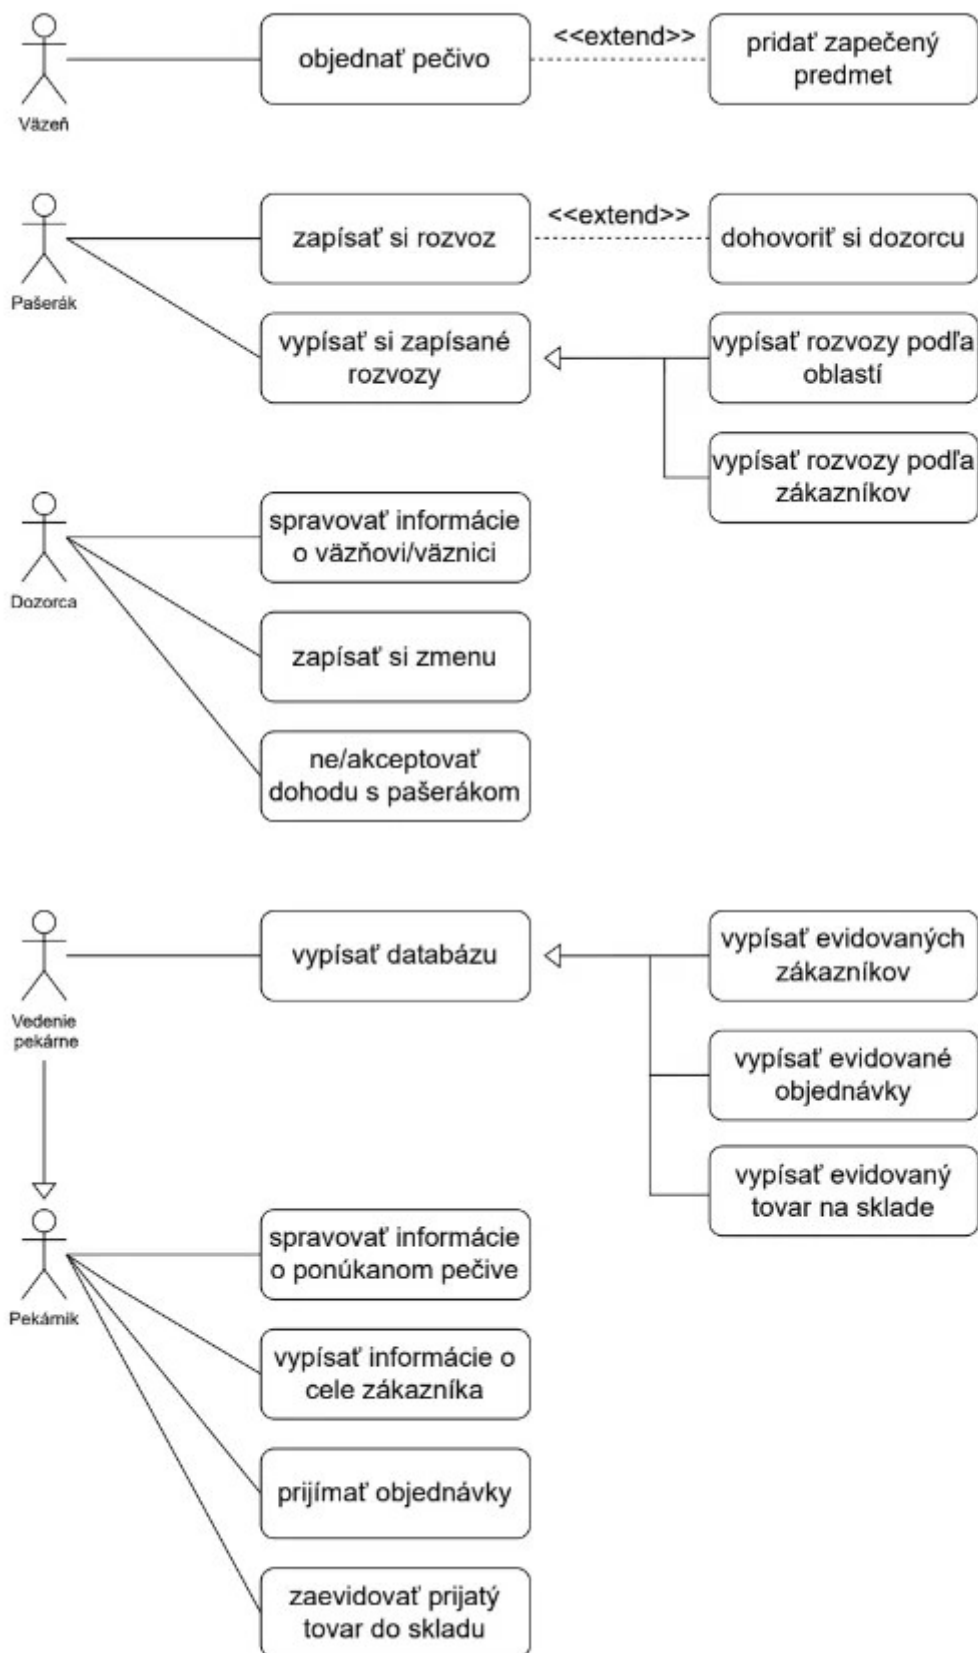 objednať pečivo
<<extend>>
pridať zapečený
predmet
Väzeň
zapísať si rozvoz
<<extend>>
dohovoriť si dozorcu
Pašerák
vypísať si zapísané
rozvozy
vypísať rozvozy podľa
oblastí
vypísať rozvozy podľa
zákazníkov
spravovať informácie
o väzňovi/väznici
Dozorca
zapísať si zmenu
ne/akceptovať
dohodu s pašerákom
vypísať databázu
vypísať evidovaných
zákazníkov
Vedenie
pekárne
vypísať evidované
objednávky
vypísať evidovaný
tovar na sklade
spravovať informácie
o ponúkanom pečive
Pekárnik
vypísať informácie o
cele zákazníka
prijímať objednávky
zaevidovať prijatý
tovar do skladu